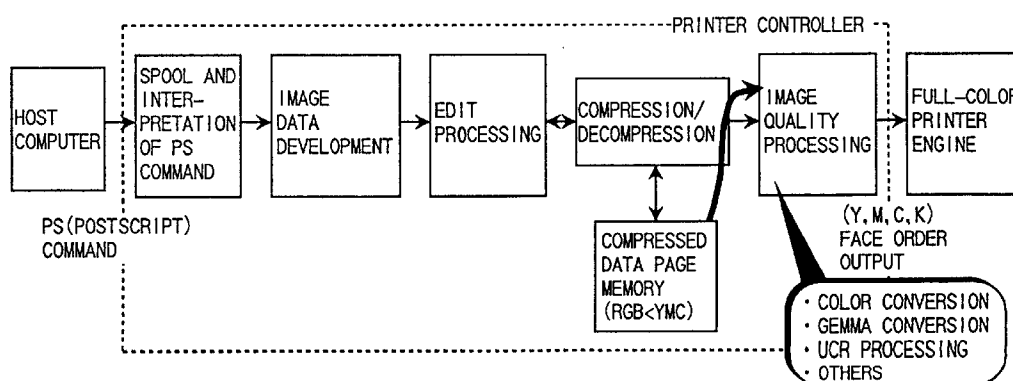 PRINTER CONTROLLER
HOST
COMPUTER
SPOOL AND
INTER-
PRETATION
OF PS
COMMAND
IMAGE
DATA
DEVELOPMENT
EDIT
PROCESSING
COMPRESSION/
DECOMPRESSION
IMAGE
QUALITY
PROCESSING
FULL-COLOR
PRINTER
ENGINE
PS(POSTSCRIPT)
COMMAND
COMPRESSED
DATA PAGE
MEMORY
(RGB<YMC)
(Y, M, C, K)
FACE ORDER
OUTPUT
· COLOR CONVERSION
· GEMMA CONVERSION
· UCR PROCESSING
· OTHERS